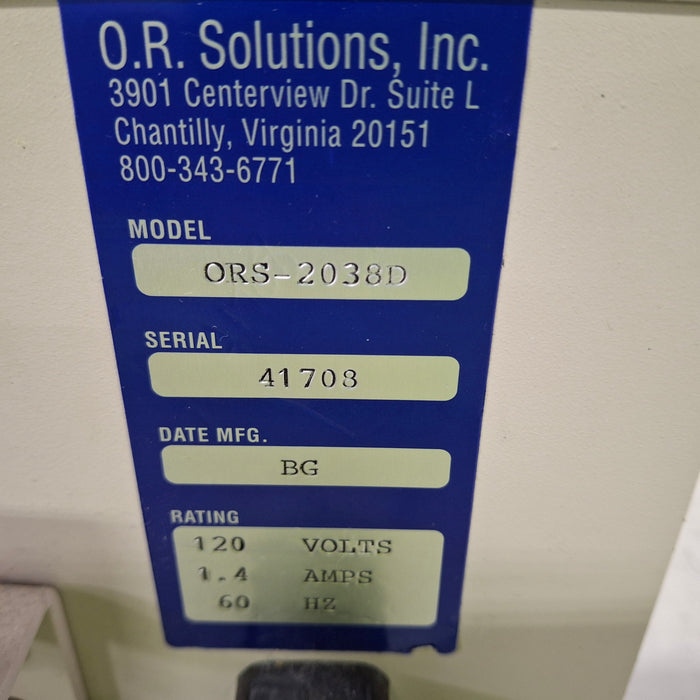 O.R. Solutions, Inc.
3901 Centerview Dr. Suite L
Chantilly, Virginia 20151
800-343-6771
MODEL
ORS-2038D
SERIAL
41708
DATE MFG.
BG
RATING
120 VOLTS
1.4 AMPS
60 HZ